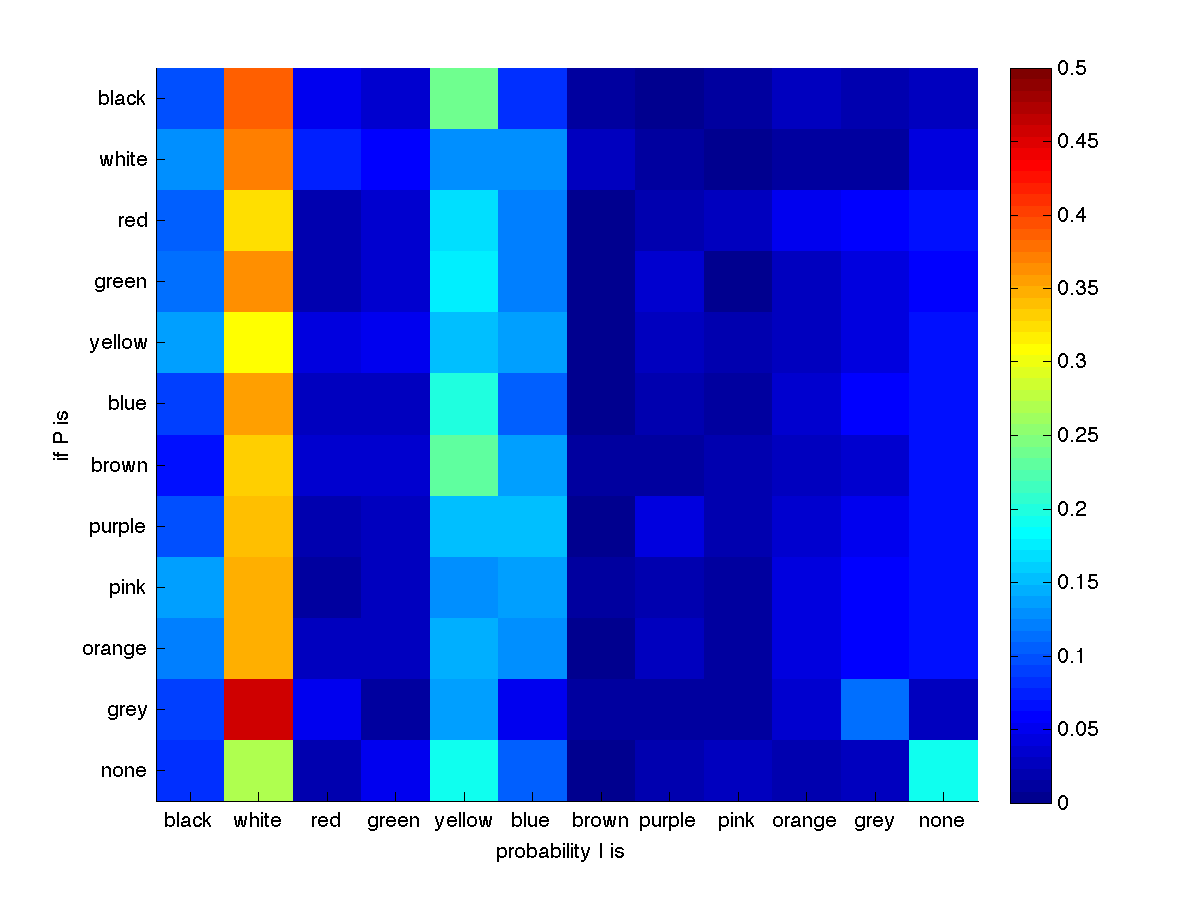 if P is
black
white
red
green
yellow
blue
brown
purple
pink
orange
grey
none
black white red green yellow blue brown purple pink orange grey none
probability I is
0.5
0.45
0.4
0.35
0.3
0.25
0.2
0.15
0.1
0.05
0